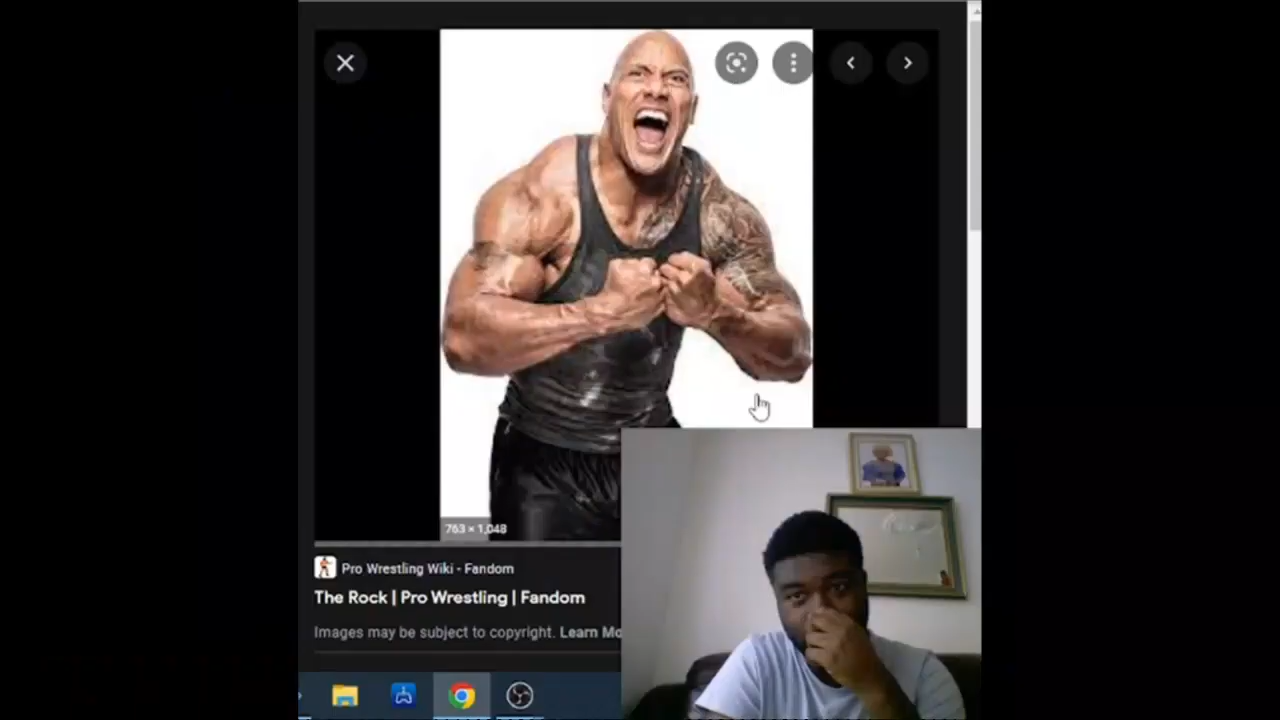 763 × 1,048
Pro Wrestling Wiki - Fandom
The Rock | Pro Wrestling | Fandom
Images may be subject to copyright. Learn Mo